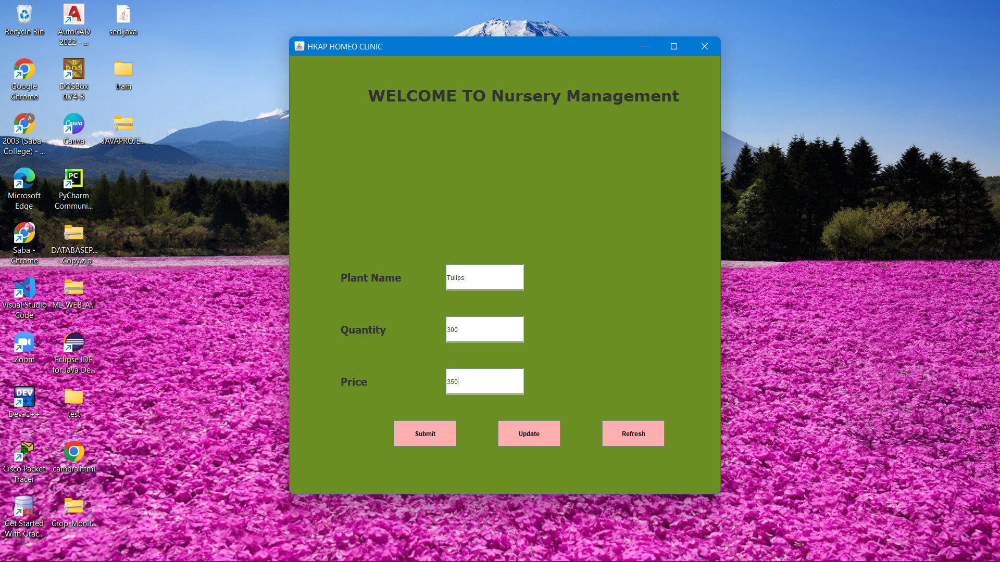 Recycle Bin
AutoCAD
2022 - ...
sed.java
Google
Chrome
DOSBox
0.74-3
train
2003 (Saba -
College) - ...
Canva
JAVAPROJE...
Microsoft
Edge
PyCharm
Communi...
Saba -
Chrome
DATABASEP...
- Copy.zip
Visual Studio
Code
ML_WEB_A...
Zoom
Eclipse IDE
for Java De...
Dev-C++
test
Cisco Packet
Tracer
camera.html
Get Started
With Orac...
Crop_Monit...
HRAP HOMEO CLINIC
WELCOME TO Nursery Management
Plant Name
Tulips
Quantity
300
Price
350
Submit
Update
Refresh